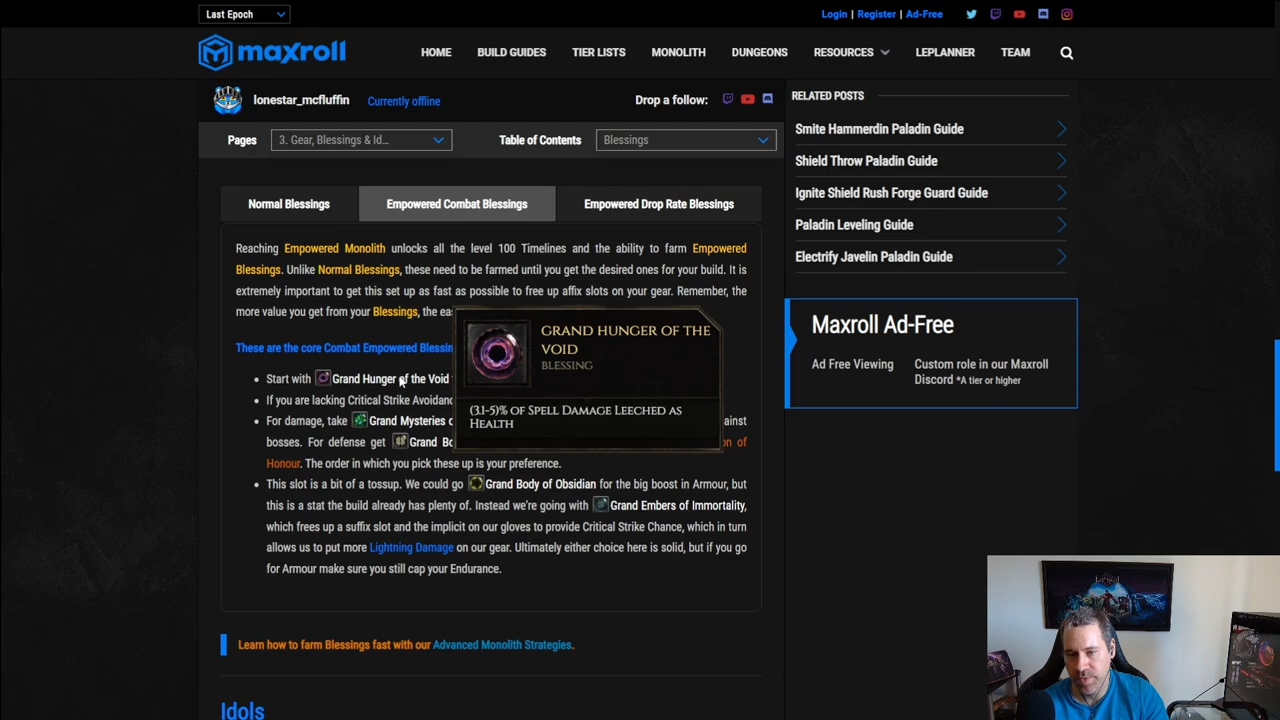 Last Epoch
Login | Register | Ad-Free
maxroll
HOME BUILD GUIDES TIER LISTS MONOLITH DUNGEONS RESOURCES LEPLANNER TEAM
lonestar_mcfluffin Currently offline Drop a follow:
Pages 3. Gear, Blessings & Id... Table of Contents Blessings
Normal Blessings Empowered Combat Blessings Empowered Drop Rate Blessings
Reaching Empowered Monolith unlocks all the level 100 Timelines and the ability to farm Empowered
Blessings. Unlike Normal Blessings, these need to be farmed until you get the desired ones for your build. It is
extremely important to get this set up as fast as possible to free up affix slots on your gear. Remember, the
more value you get from your Blessings, the
These are the core Combat Empowered
Start with Grand Hunger of the Void
If you are lacking Critical Strike
For damage, take Grand Mysteries
bosses. For defense get Grand
Honour. The order in which you pick these up is your preference.
This slot is a bit of a tossup. We could go Grand Body of Obsidian for the big boost in Armour, but
this is a stat the build already has plenty of. Instead we're going with Grand Embers of Immortality,
which frees up a suffix slot and the implicit on our gloves to provide Critical Strike Chance, which in turn
allows us to put more Lightning Damage on our gear. Ultimately either choice here is solid, but if you go
for Armour make sure you still cap your Endurance.
GRAND HUNGER OF THE
VOID
BLESSING
(3.1-5)% OF SPELL DAMAGE LEECHED AS
HEALTH
Learn how to farm Blessings fast with our Advanced Monolith Strategies.
Idols
RELATED POSTS
Smite Hammerdin Paladin Guide
Shield Throw Paladin Guide
Ignite Shield Rush Forge Guard Guide
Paladin Leveling Guide
Electrify Javelin Paladin Guide
Maxroll Ad-Free
Ad Free Viewing
Custom role in our Maxroll
Discord *A tier or higher